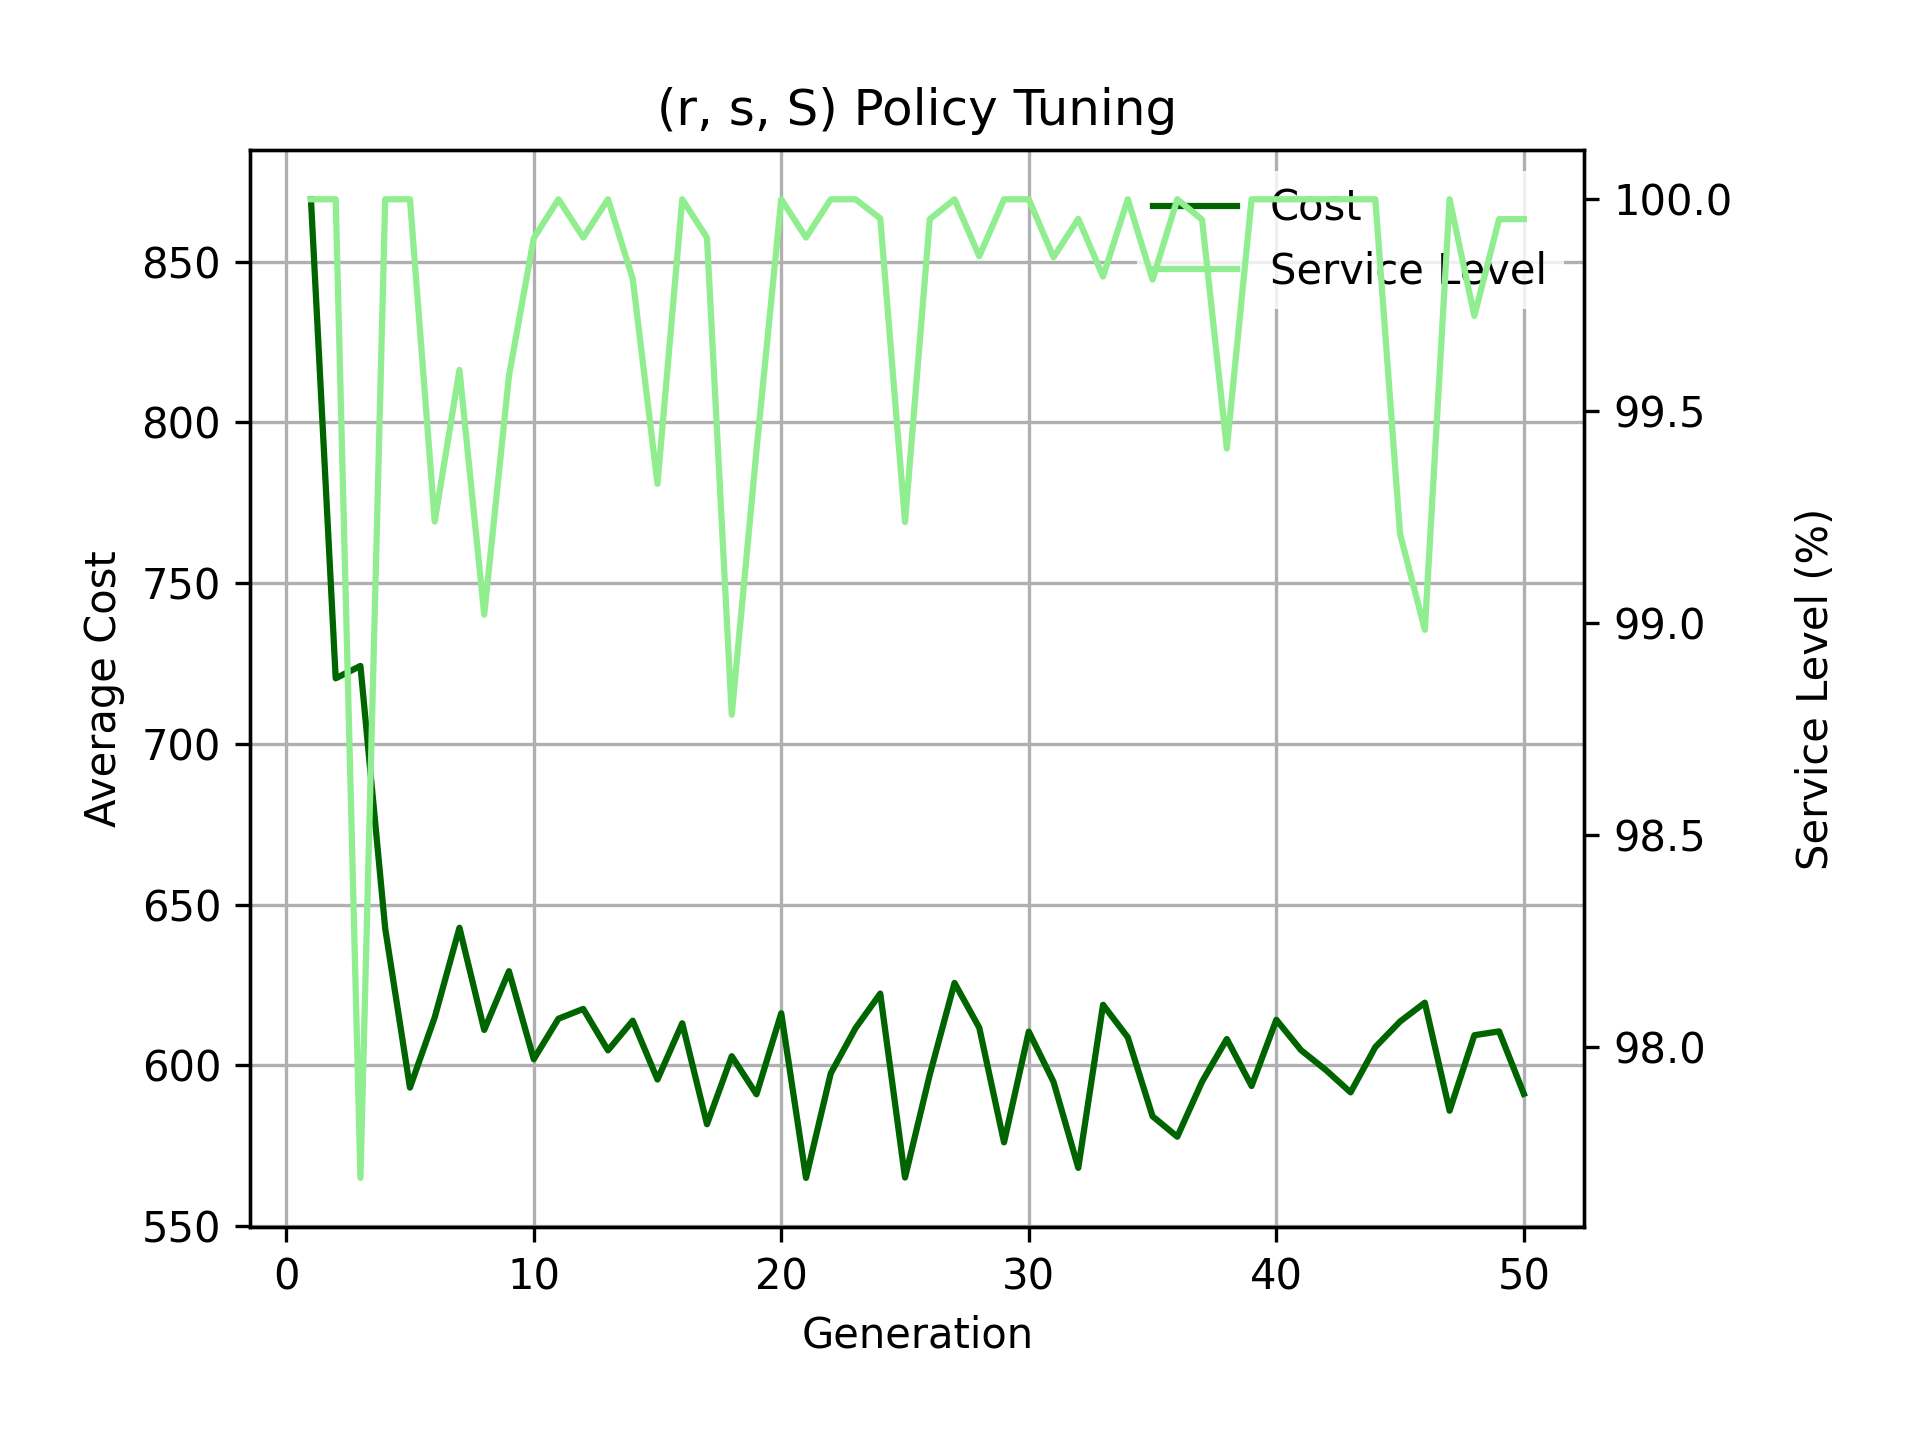 (r, s, S) Policy Tuning
Cost
Service Level
850
800
750
700
650
600
550
100.0
99.5
99.0
98.5
98.0
Average Cost
Service Level (%)
0 10 20 30 40 50
Generation